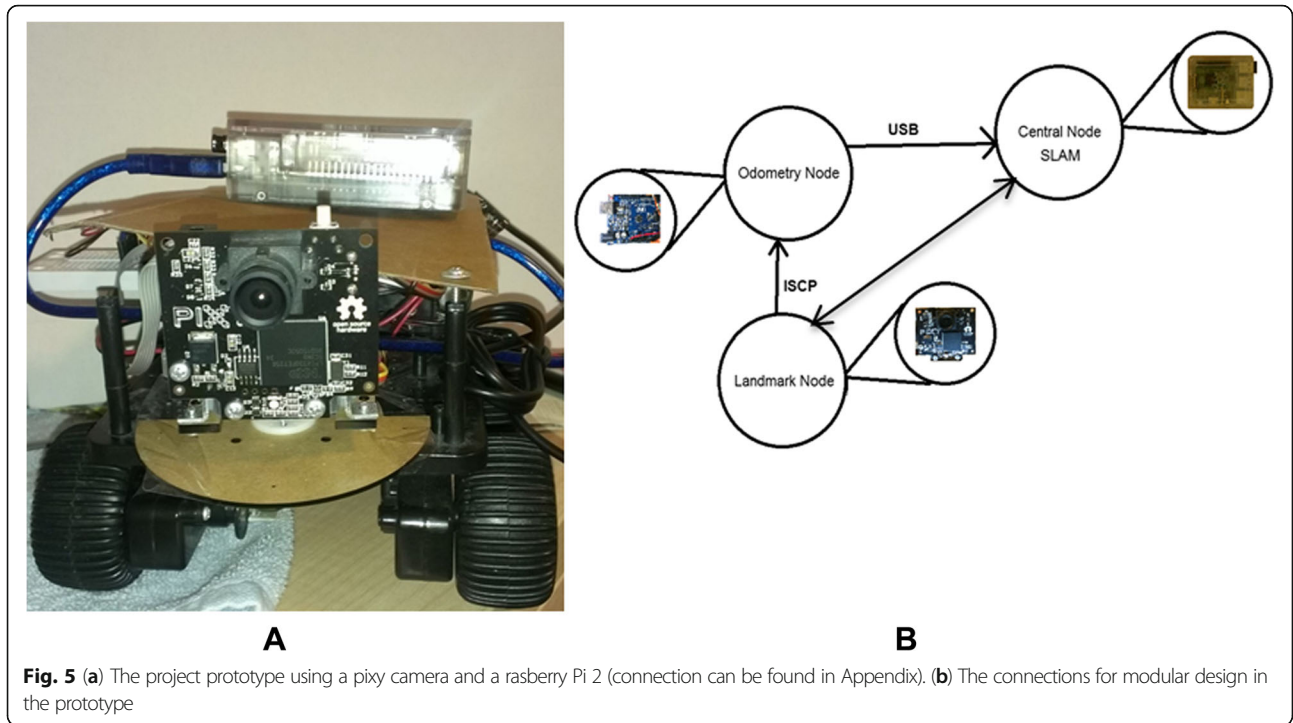 PI
open source
hardware
A
USB
Central Node
SLAM
Odometry Node
ISCP
Landmark Node
B
Fig. 5 (a) The project prototype using a pixy camera and a rasberry Pi 2 (connection can be found in Appendix). (b) The connections for modular design in
the prototype